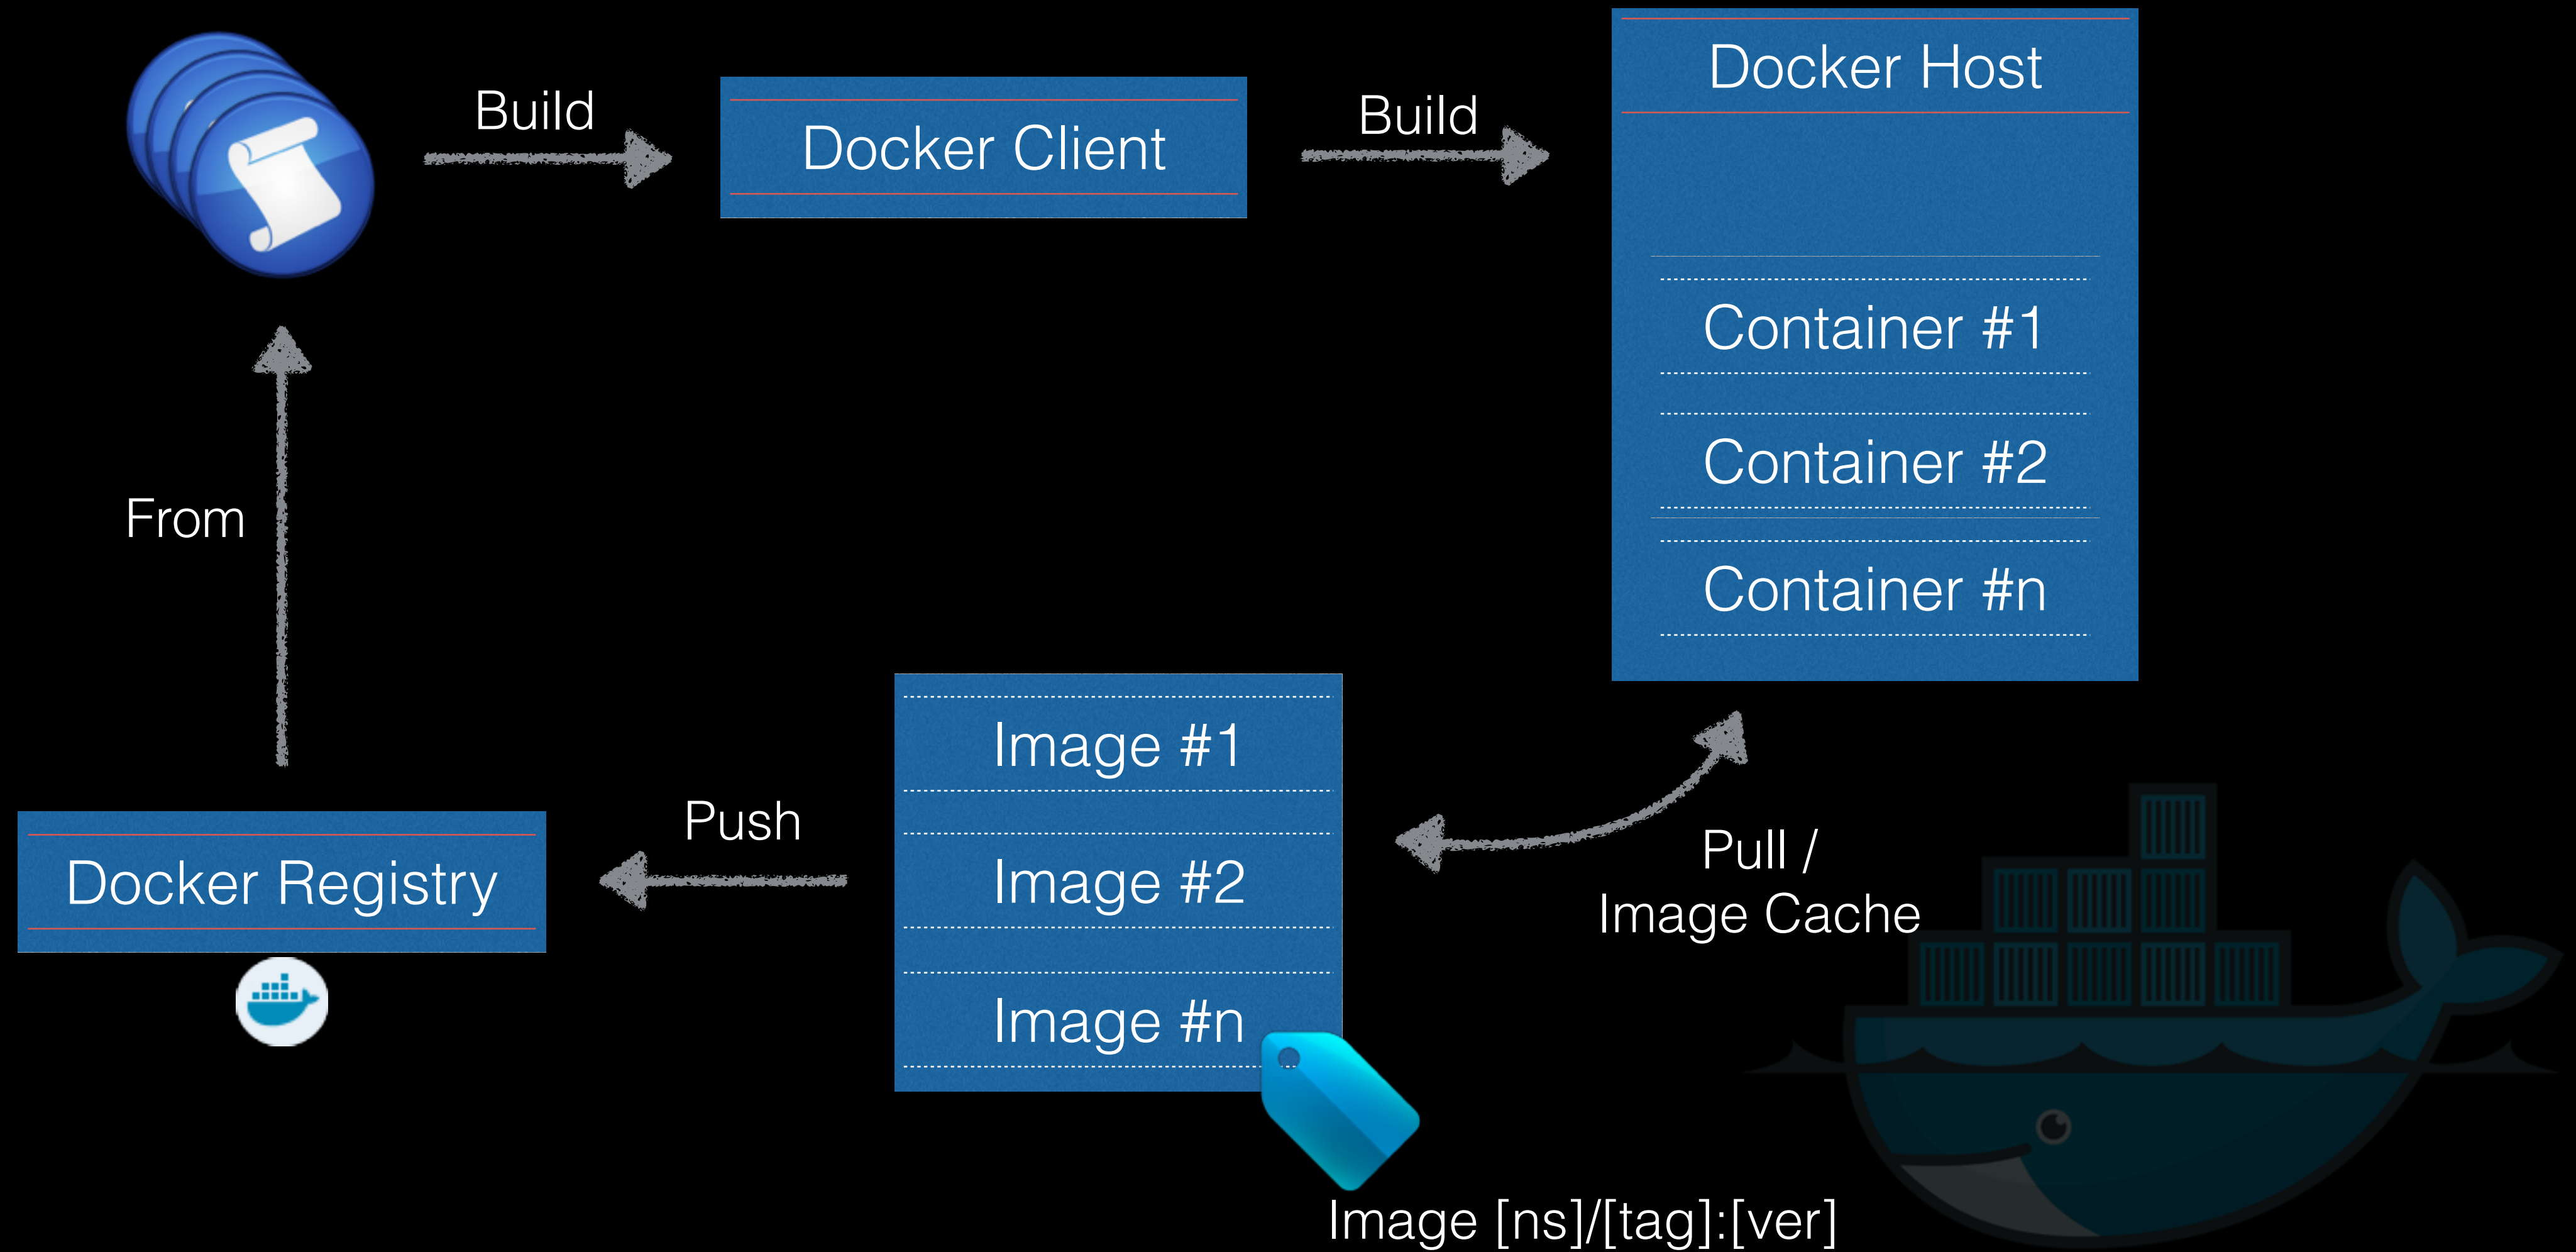 Build
Docker Client
Build
Docker Host
Container #1
Container #2
Container #n
From
Docker Registry
Push
Image #1
Image #2
Image #n
Pull /
Image Cache
Image [ns]/[tag]:[ver]